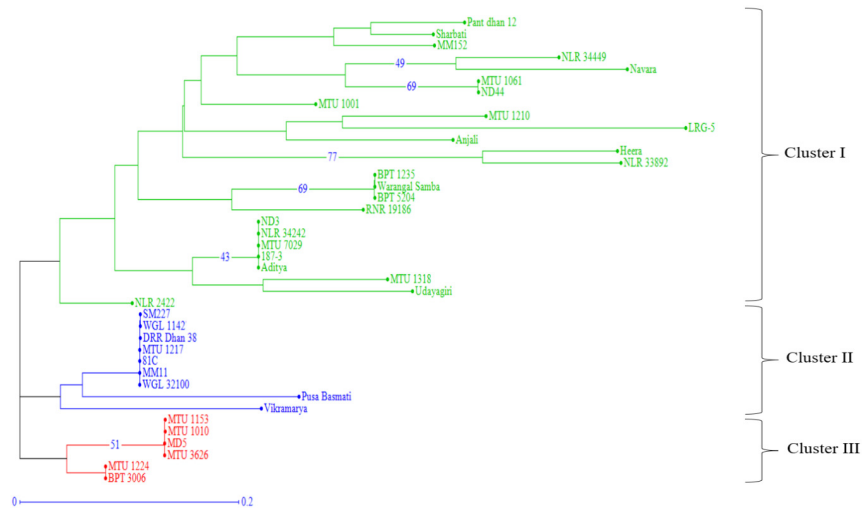 Pant dhan 12
Sharbati
MM152
49
NLR 34449
Navara
MTU 1061
69
ND44
MTU 1001
MTU 1210
LRG-5
Anjali
Cluster I
Heera
77
NLR 33892
BPT 1235
69
Warangal Samba
BPT 5204
RNR 19186
ND3
NLR 34242
MTU 7029
43
187-3
Aditya
MTU 1318
Udayagiri
NLR 2422
SM227
WGL 1142
DRR Dhan 38
MTU 1217
Cluster II
81C
MM11
WGL 32100
Pusa Basmati
Vikramarya
MTU 1153
MTU 1010
51
MD5
Cluster III
MTU 3626
MTU 1224
BPT 3006
0 0.2